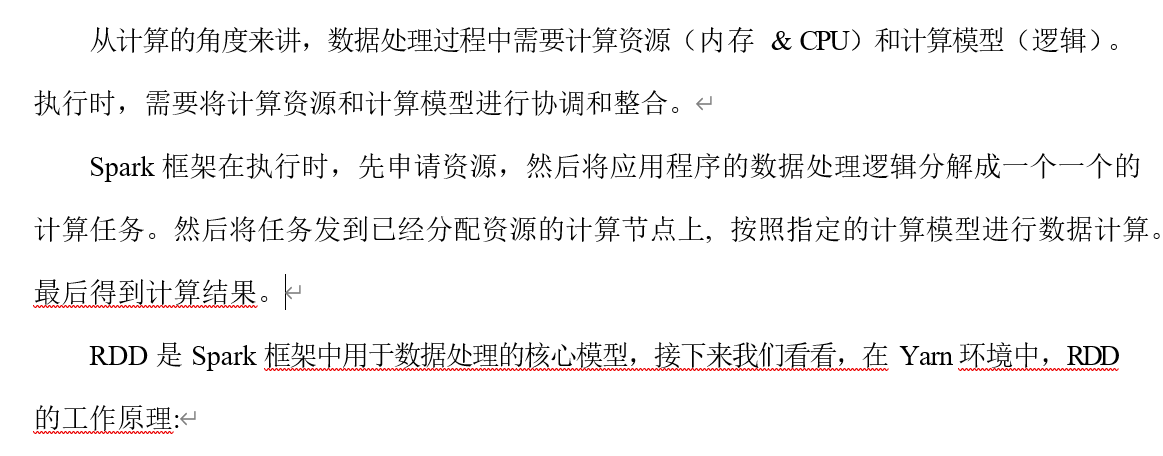 从计算的角度来讲，数据处理过程中需要计算资源（内存 & CPU）和计算模型（逻辑）。
执行时，需要将计算资源和计算模型进行协调和整合。
Spark 框架在执行时，先申请资源，然后将应用程序的数据处理逻辑分解成一个一个的
计算任务。然后将任务发到已经分配资源的计算节点上, 按照指定的计算模型进行数据计算。
最后得到计算结果。
RDD 是 Spark 框架中用于数据处理的核心模型，接下来我们看看，在 Yarn 环境中，RDD
的工作原理: